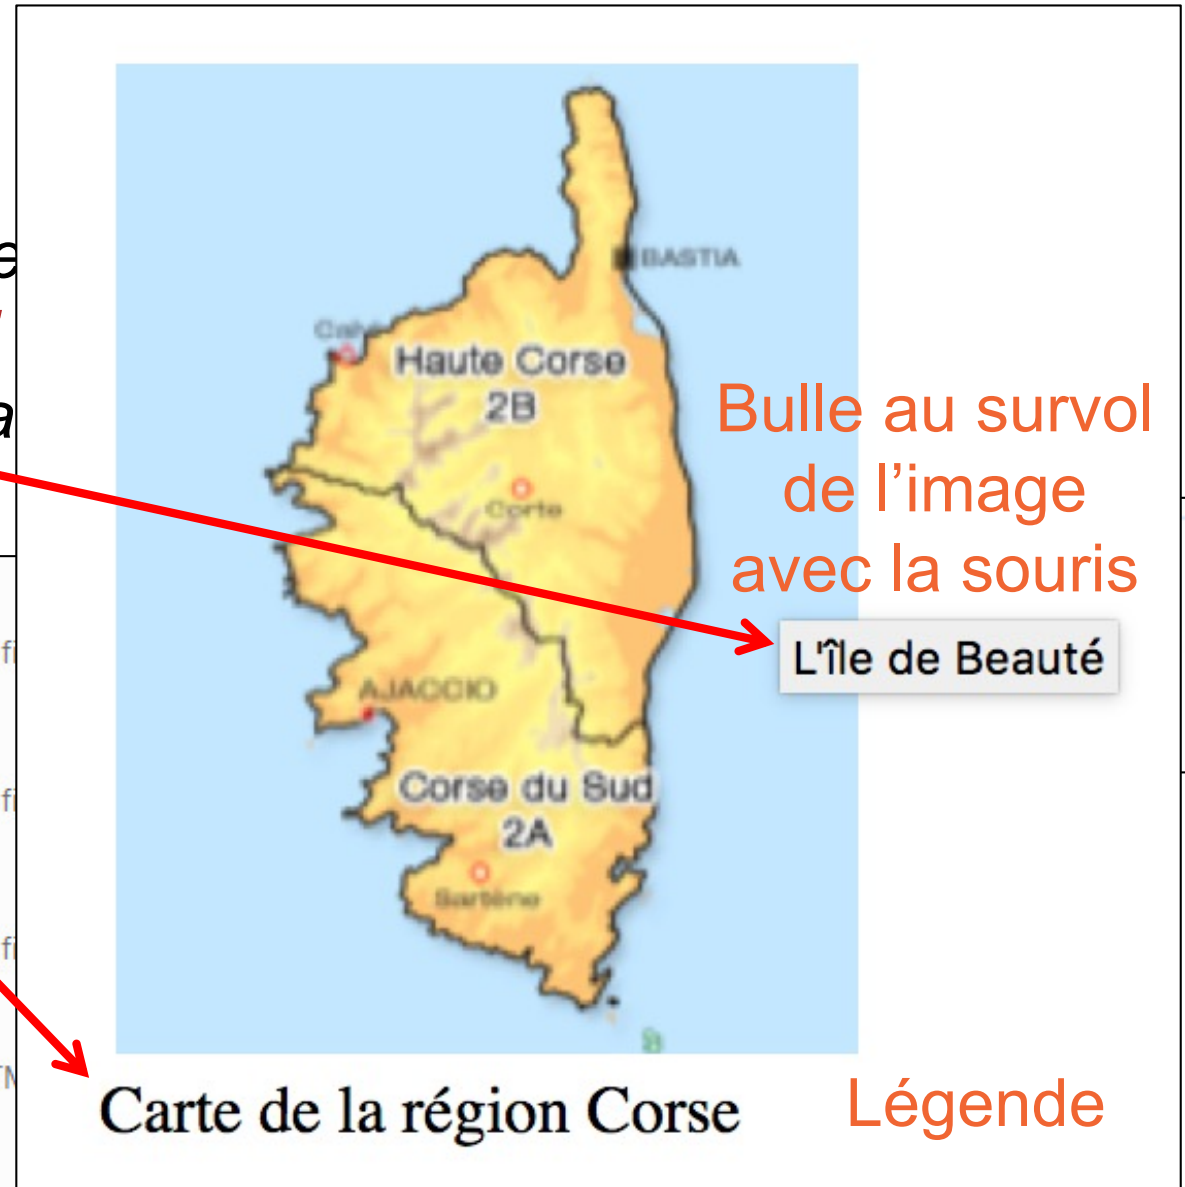 BASTIA
Haute Corse
2B
Corte
Bulle au survol
de l’image
avec la souris
L'île de Beauté
AJACCIO
Corse du Sud
2A
Sartène
Carte de la région Corse
Légende